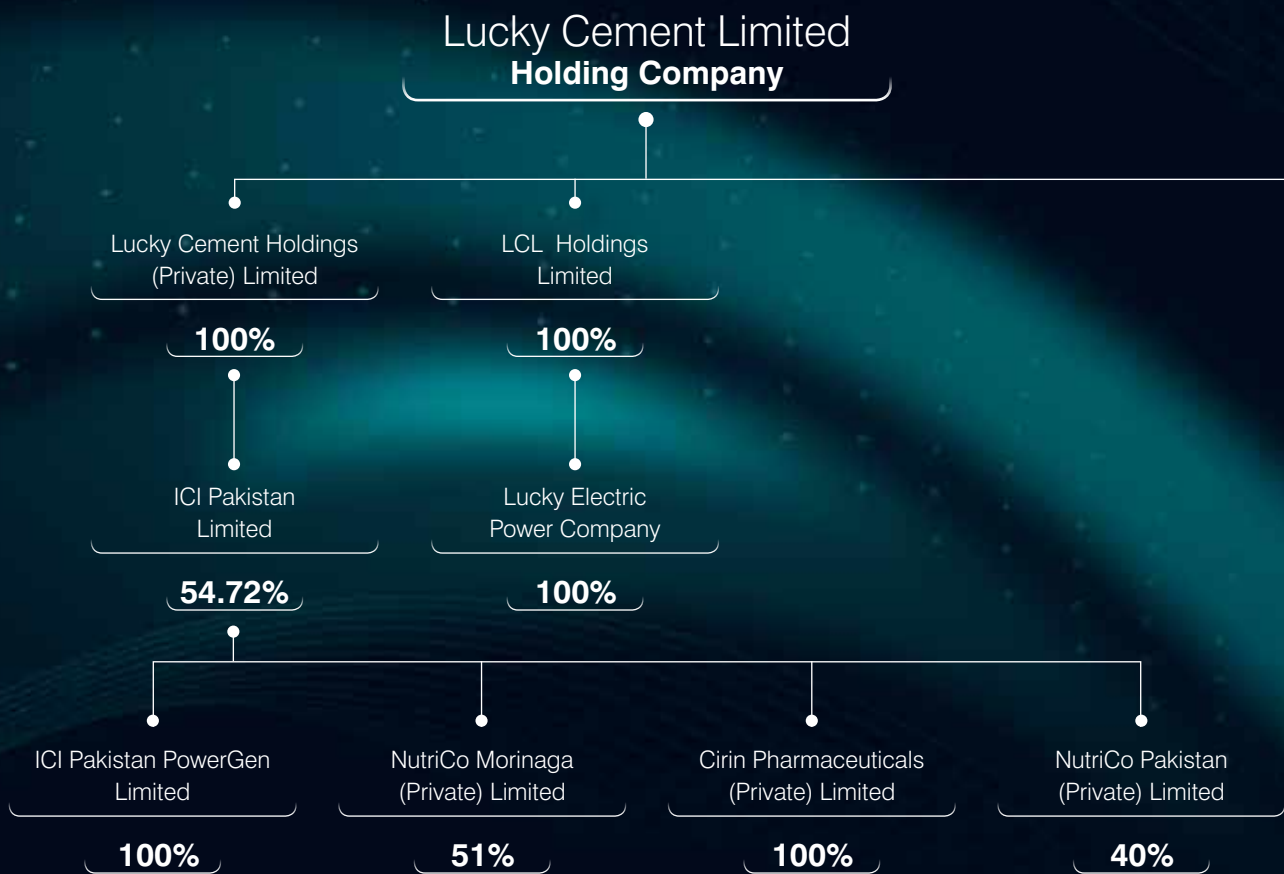 Lucky Cement Limited
Holding Company
Lucky Cement Holdings
(Private) Limited
100%
LCL Holdings
Limited
100%
ICI Pakistan
Limited
54.72%
Lucky Electric
Power Company
100%
ICI Pakistan PowerGen
Limited
100%
NutriCo Morinaga
(Private) Limited
51%
Cirin Pharmaceuticals
(Private) Limited
100%
NutriCo Pakistan
(Private) Limited
40%